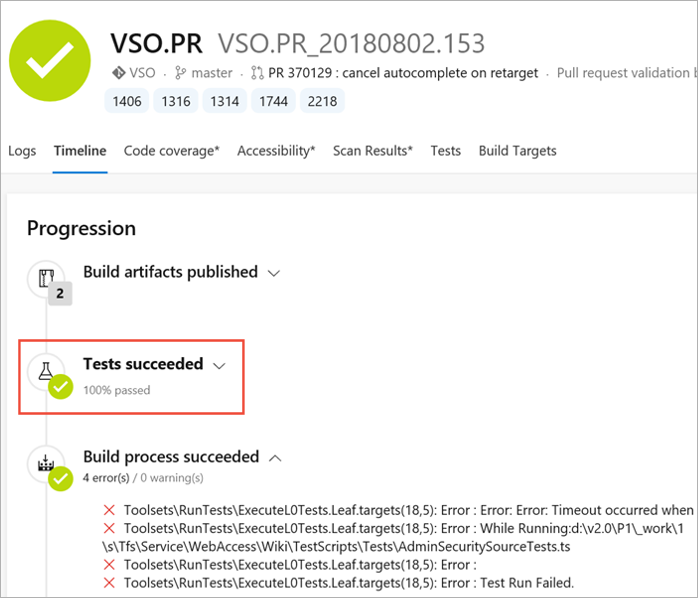 VSO.PR VSO.PR_20180802.153
VSO · master · PR 370129 : cancel autocomplete on retarget · Pull request validation b
1406 1316 1314 1744 2218
Logs Timeline Code coverage* Accessibility* Scan Results* Tests Build Targets
Progression
Build artifacts published
2
Tests succeeded
100% passed
Build process succeeded
4 error(s) / 0 warning(s)
Toolsets\RunTests\ExecuteL0Tests.Leaf.targets(18,5): Error : Error: Error: Timeout occurred when
Toolsets\RunTests\ExecuteL0Tests.Leaf.targets(18,5): Error : While Running:d:\v2.0\P1\_work\1
\s\Tfs\Service\WebAccess\Wiki\TestScripts\Tests\AdminSecuritySourceTests.ts
Toolsets\RunTests\ExecuteL0Tests.Leaf.targets(18,5): Error :
Toolsets\RunTests\ExecuteL0Tests.Leaf.targets(18,5): Error : Test Run Failed.